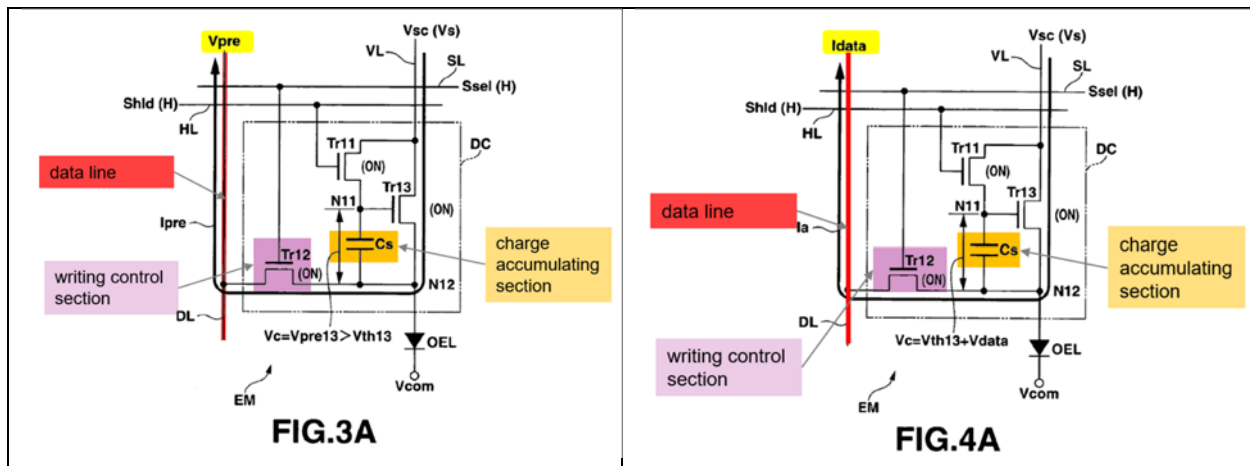 Vpre
Vsc (Vs)
VL
SL
Ssel (H)
Shld (H)
HL
DC
Tr11
(ON)
Tr13
data line
N11
(ON)
Ipre
Cs
Tr12
charge
accumulating
section
writing control
section
(ON)
N12
DL
Vc=Vpre13>Vth13
OEL
EM
Vcom
FIG.3A
Idata
Vsc (Vs)
VL
SL
Ssel (H)
Shld (H)
HL
DC
Tr11
(ON)
Tr13
N11
data line
(ON)
Ia
Cs
Tr12
charge
accumulating
section
(ON)
N12
DL
Vc=Vth13+Vdata
writing control
section
OEL
EM
Vcom
FIG.4A